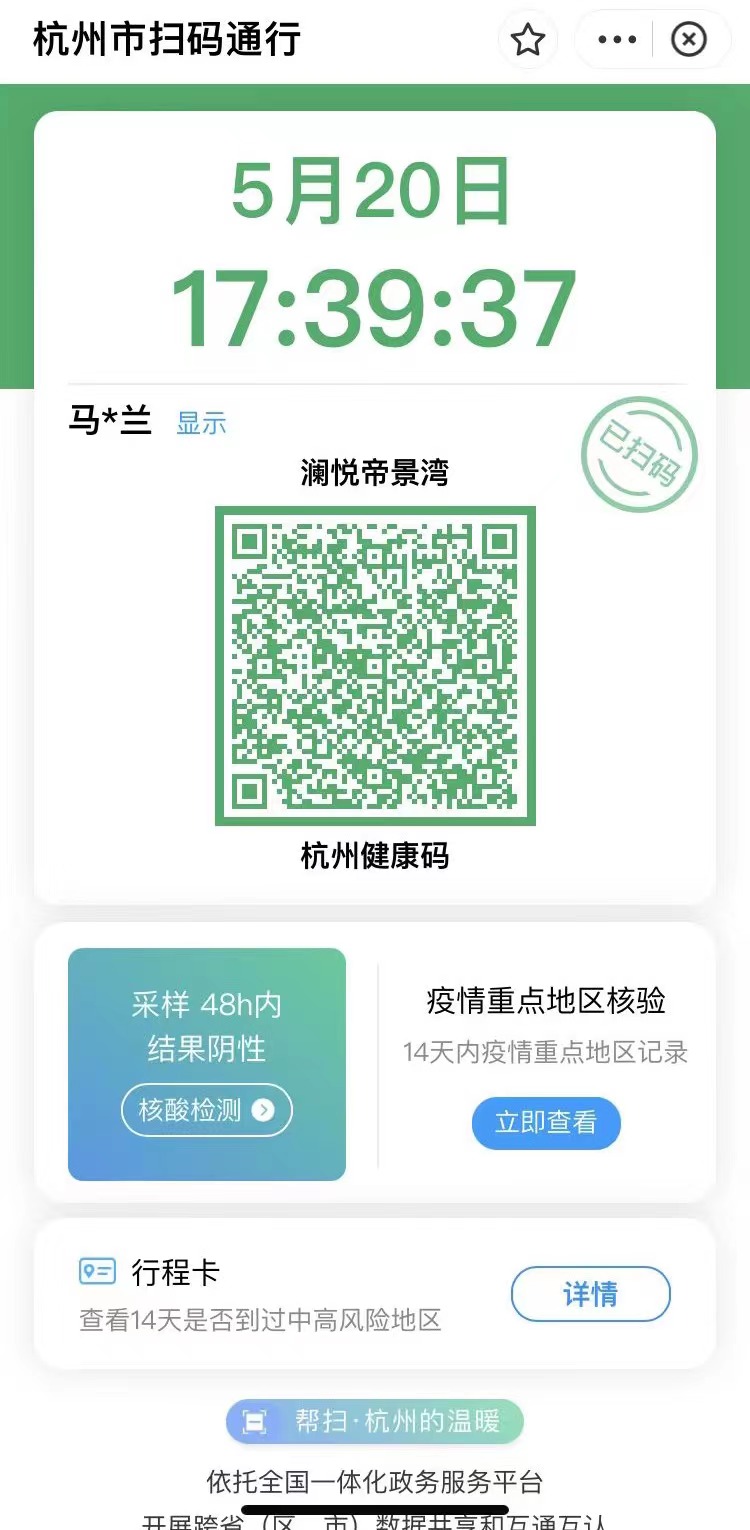 杭州市扫码通行
5月20日
17:39:37
马*兰 显示
已扫码
澜悦帝景湾
杭州健康码
采样 48h内
结果阴性
核酸检测
疫情重点地区核验
14天内疫情重点地区记录
立即查看
行程卡
查看14天是否到过中高风险地区
详情
帮扫·杭州的温暖
依托全国一体化政务服务平台
开展跨省（区、市）数据共享和互通互认